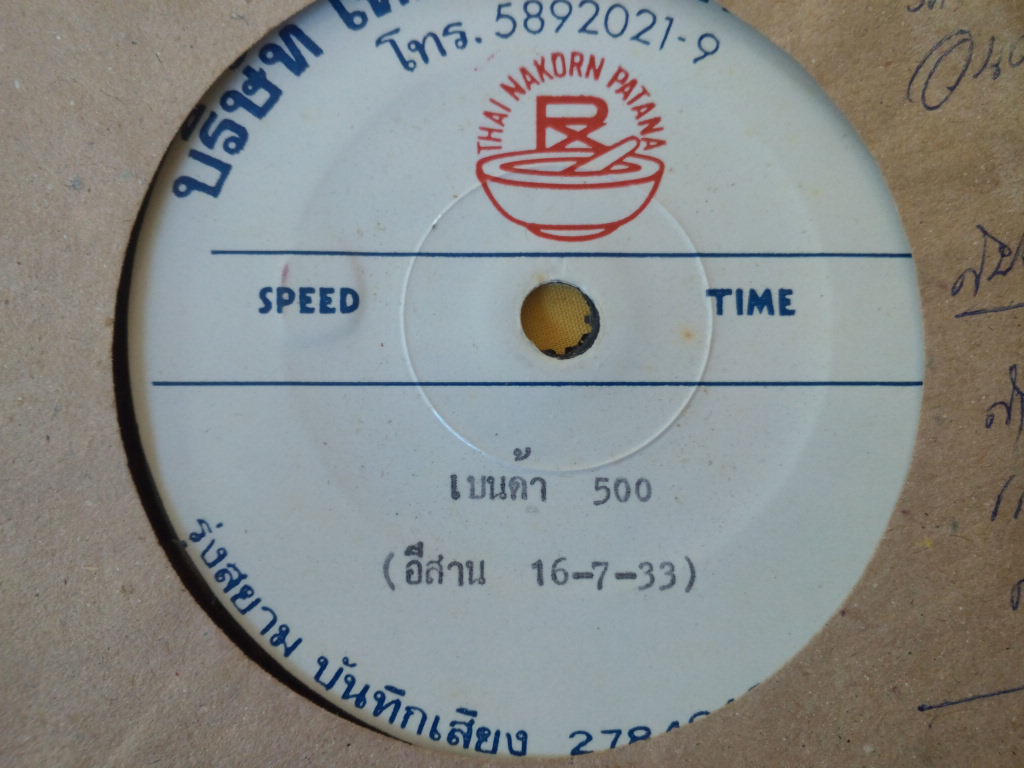 บริษัท
โทร. 5892021-9
THAI NAKORN PATANA
SPEED
TIME
เบนด้า 500
(อีสาน 16-7-33)
รุ่งสยาม บันทึกเสียง